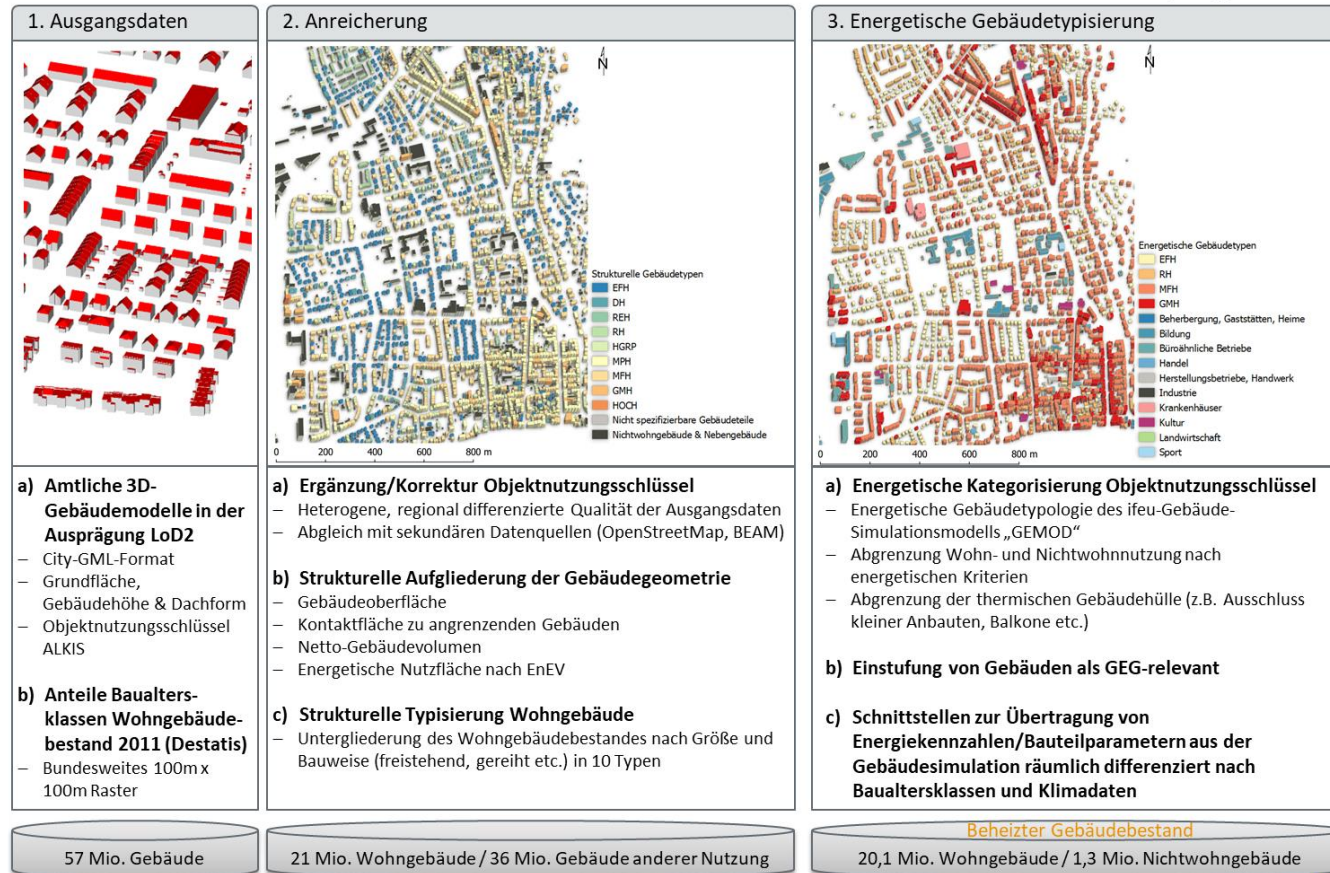 1. Ausgangsdaten
a) Amtliche 3D-
Gebäudemodelle in der
Ausprägung LoD2
– City-GML-Format
– Grundfläche,
Gebäudehöhe & Dachform
– Objektnutzungsschlüssel
ALKIS
b) Anteile Baualters-
klassen Wohngebäude-
bestand 2011 (Destatis)
– Bundesweites 100m x
100m Raster
57 Mio. Gebäude
2. Anreicherung
N
Strukturelle Gebäudetypen
EFH
DH
REH
RH
HGRP
MPH
MFH
GMH
HOCH
Nicht spezifizierbare Gebäudeteile
Nichtwohngebäude & Nebengebäude
0 200 400 600 800 m
a) Ergänzung/Korrektur Objektnutzungsschlüssel
– Heterogene, regional differenzierte Qualität der Ausgangsdaten
– Abgleich mit sekundären Datenquellen (OpenStreetMap, BEAM)
b) Strukturelle Aufgliederung der Gebäudegeometrie
– Gebäudeoberfläche
– Kontaktfläche zu angrenzenden Gebäuden
– Netto-Gebäudevolumen
– Energetische Nutzfläche nach EnEV
c) Strukturelle Typisierung Wohngebäude
– Untergliederung des Wohngebäudebestandes nach Größe und
Bauweise (freistehend, gereiht etc.) in 10 Typen
21 Mio. Wohngebäude / 36 Mio. Gebäude anderer Nutzung
3. Energetische Gebäudetypisierung
N
Energetische Gebäudetypen
EFH
RH
MFH
GMH
Beherbergung, Gaststätten, Heime
Bildung
Büroähnliche Betriebe
Handel
Herstellungsbetriebe, Handwerk
Industrie
Krankenhäuser
Kultur
Landwirtschaft
Sport
0 200 400 600 800 m
a) Energetische Kategorisierung Objektnutzungsschlüssel
– Energetische Gebäudetypologie des ifeu-Gebäude-
Simulationsmodells „GEMOD“
– Abgrenzung Wohn- und Nichtwohnnutzung nach
energetischen Kriterien
– Abgrenzung der thermischen Gebäudehülle (z.B. Ausschluss
kleiner Anbauten, Balkone etc.)
b) Einstufung von Gebäuden als GEG-relevant
c) Schnittstellen zur Übertragung von
Energiekennzahlen/Bauteilparametern aus der
Gebäudesimulation räumlich differenziert nach
Baualtersklassen und Klimadaten
Beheizter Gebäudebestand
20,1 Mio. Wohngebäude / 1,3 Mio. Nichtwohngebäude